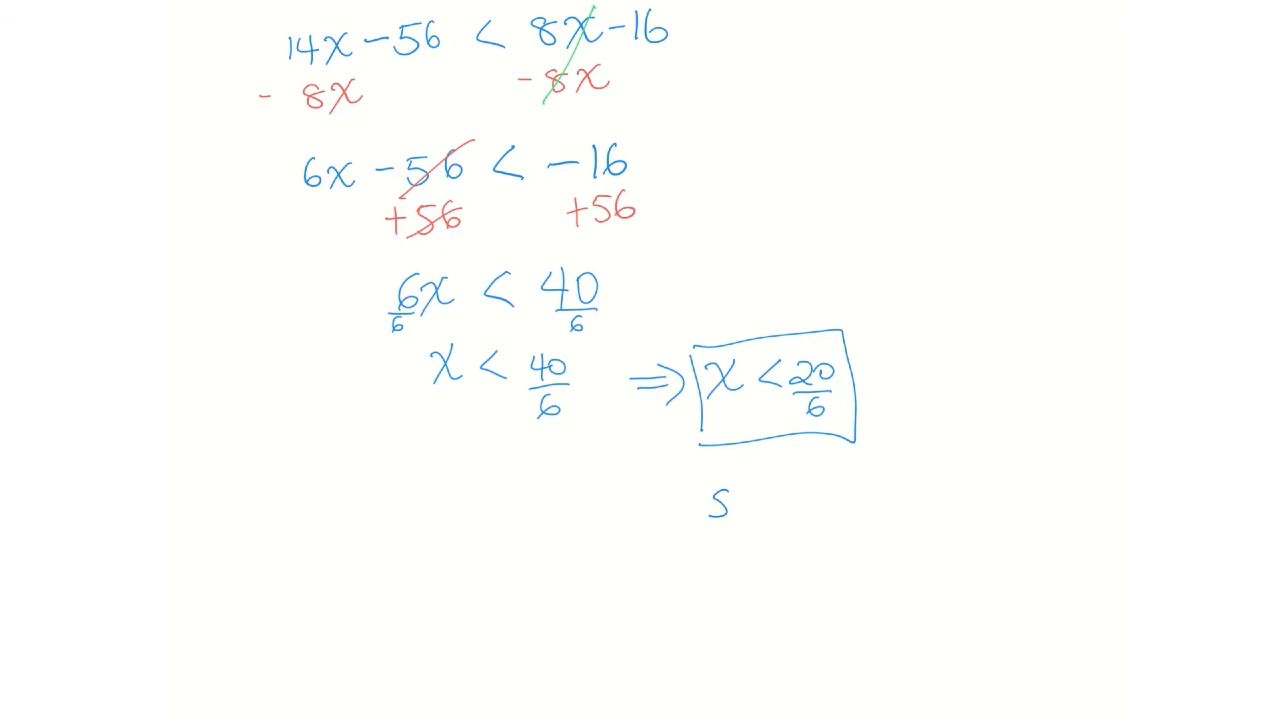 14x - 56 < 8x - 16
- 8x - 8x
6x - 56 < -16
+56 +56
6x < 40
6 6
x < 40/6 ⇒ x < 20/6
S